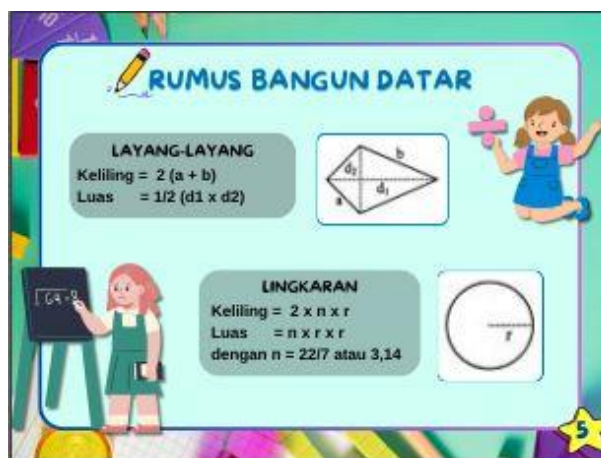 RUMUS BANGUN DATAR
LAYANG-LAYANG
Keliling = 2 (a + b)
Luas = 1/2 (d1 x d2)
d2
b
d1
a
LINGKARAN
Keliling = 2 x n x r
Luas = n x r x r
dengan n = 22/7 atau 3,14
r
5